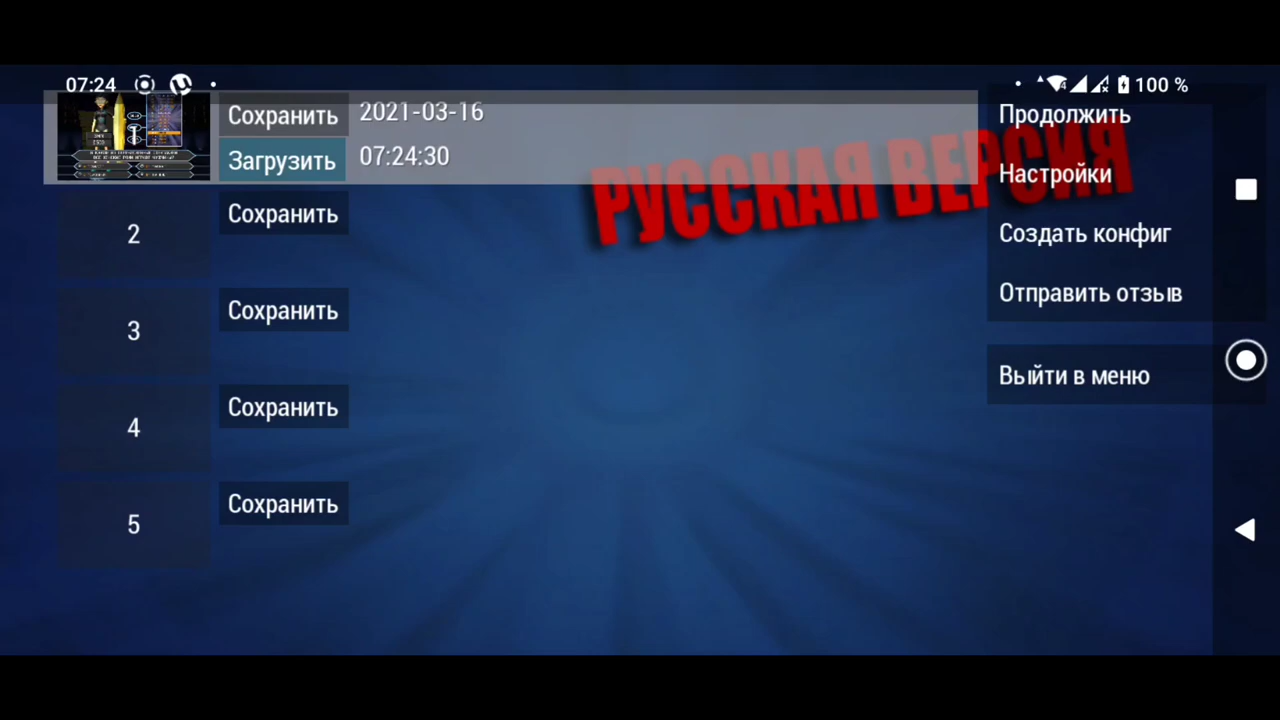 07:24
100 %
Сохранить
2021-03-16
Загрузить
07:24:30
2
Сохранить
3
Сохранить
4
Сохранить
5
Сохранить
РУССКАЯ ВЕРСИЯ
Продолжить
Настройки
Создать конфиг
Отправить отзыв
Выйти в меню